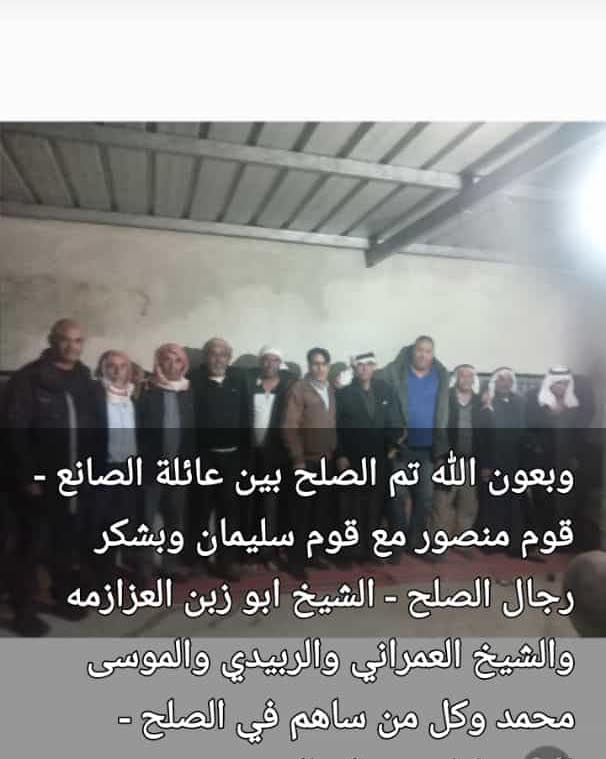 وبعون الله تم الصلح بين عائلة الصانع -
قوم منصور مع قوم سليمان وبشكر
رجال الصلح - الشيخ ابو زبن العزازمه
والشيخ العمراني والربيدي والموسى
محمد وكل من ساهم في الصلح -